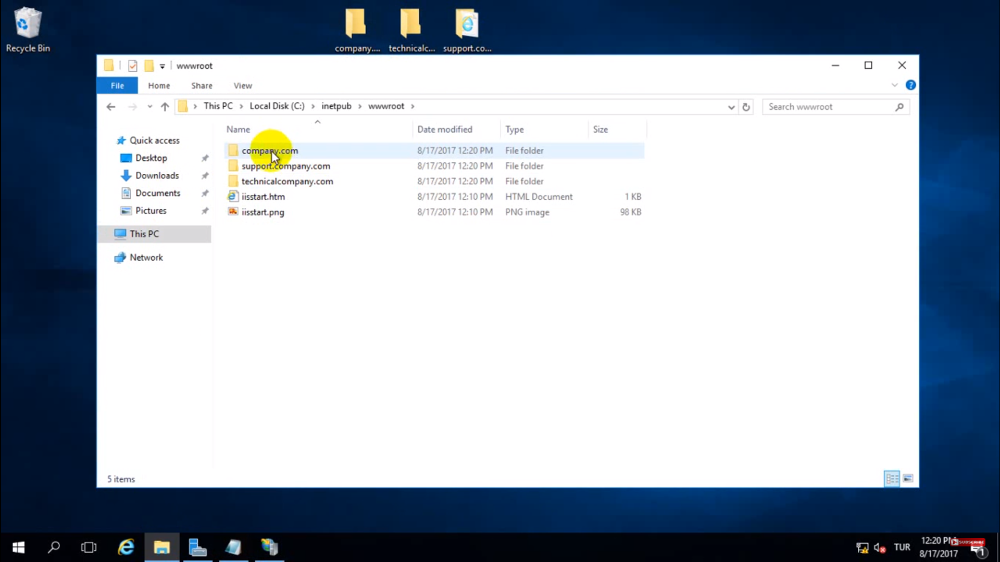 Recycle Bin
company....
technicalc...
support.co...
wwwroot
File
Home
Share
View
?
This PC
Local Disk (C:)
inetpub
wwwroot
Search wwwroot
Name
Date modified
Type
Size
Quick access
Desktop
Downloads
Documents
Pictures
This PC
Network
company.com 8/17/2017 12:20 PM File folder
support.company.com 8/17/2017 12:20 PM File folder
technicalcompany.com 8/17/2017 12:20 PM File folder
iisstart.htm 8/17/2017 12:10 PM HTML Document 1 KB
iisstart.png 8/17/2017 12:10 PM PNG image 98 KB
5 items
TUR
12:20 PM
8/17/2017
SUBSCRIBE
1